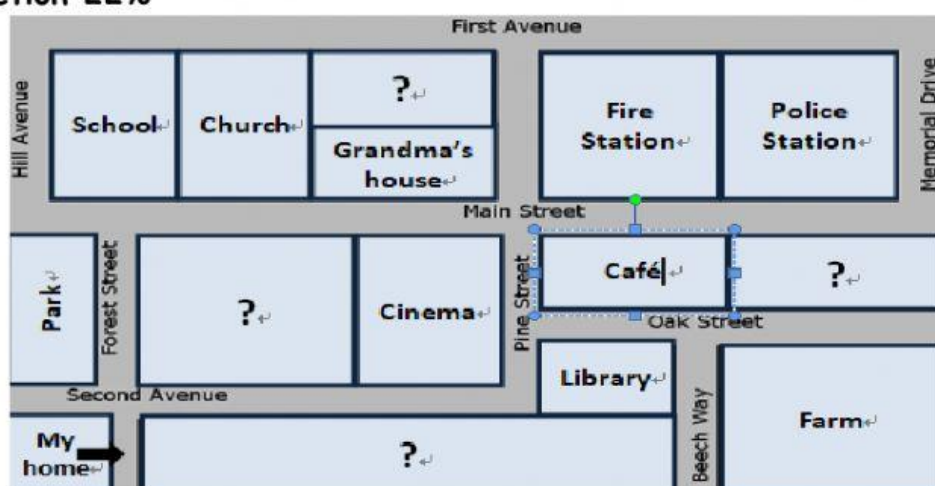 First Avenue
Hill Avenue
School
Church
?
Grandma's
house
Fire
Station
Police
Station
Memorial Drive
Main Street
Park
Forest Street
?
Cinema
Pine Street
Café
?
Oak Street
Second Avenue
Library
Beech Way
Farm
My
home
?